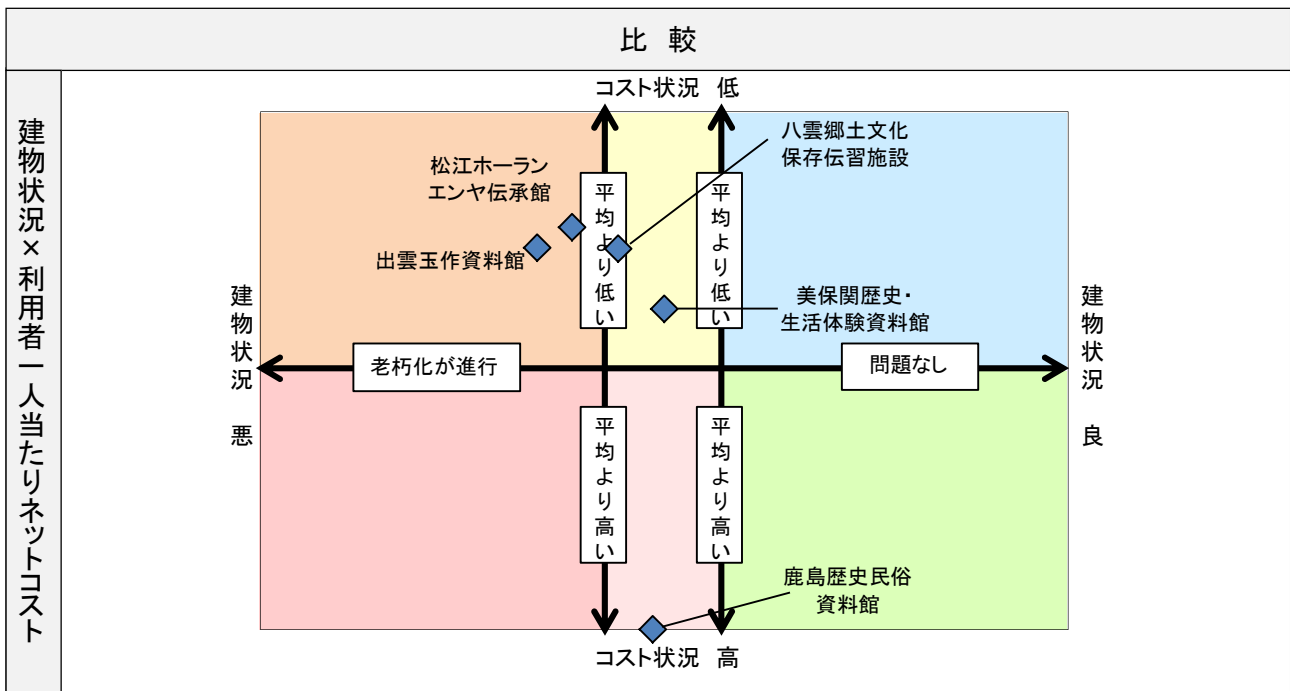 比 較
建物状況×利用者一人当たりネットコスト
コスト状況 低
松江ホーラン
エンヤ伝承館
出雲玉作資料館
平均より低い
平均より低い
八雲郷土文化
保存伝習施設
美保関歴史・
生活体験資料館
建物状況 悪
老朽化が進行
問題なし
建物状況 良
平均より高い
平均より高い
鹿島歴史民俗
資料館
コスト状況 高